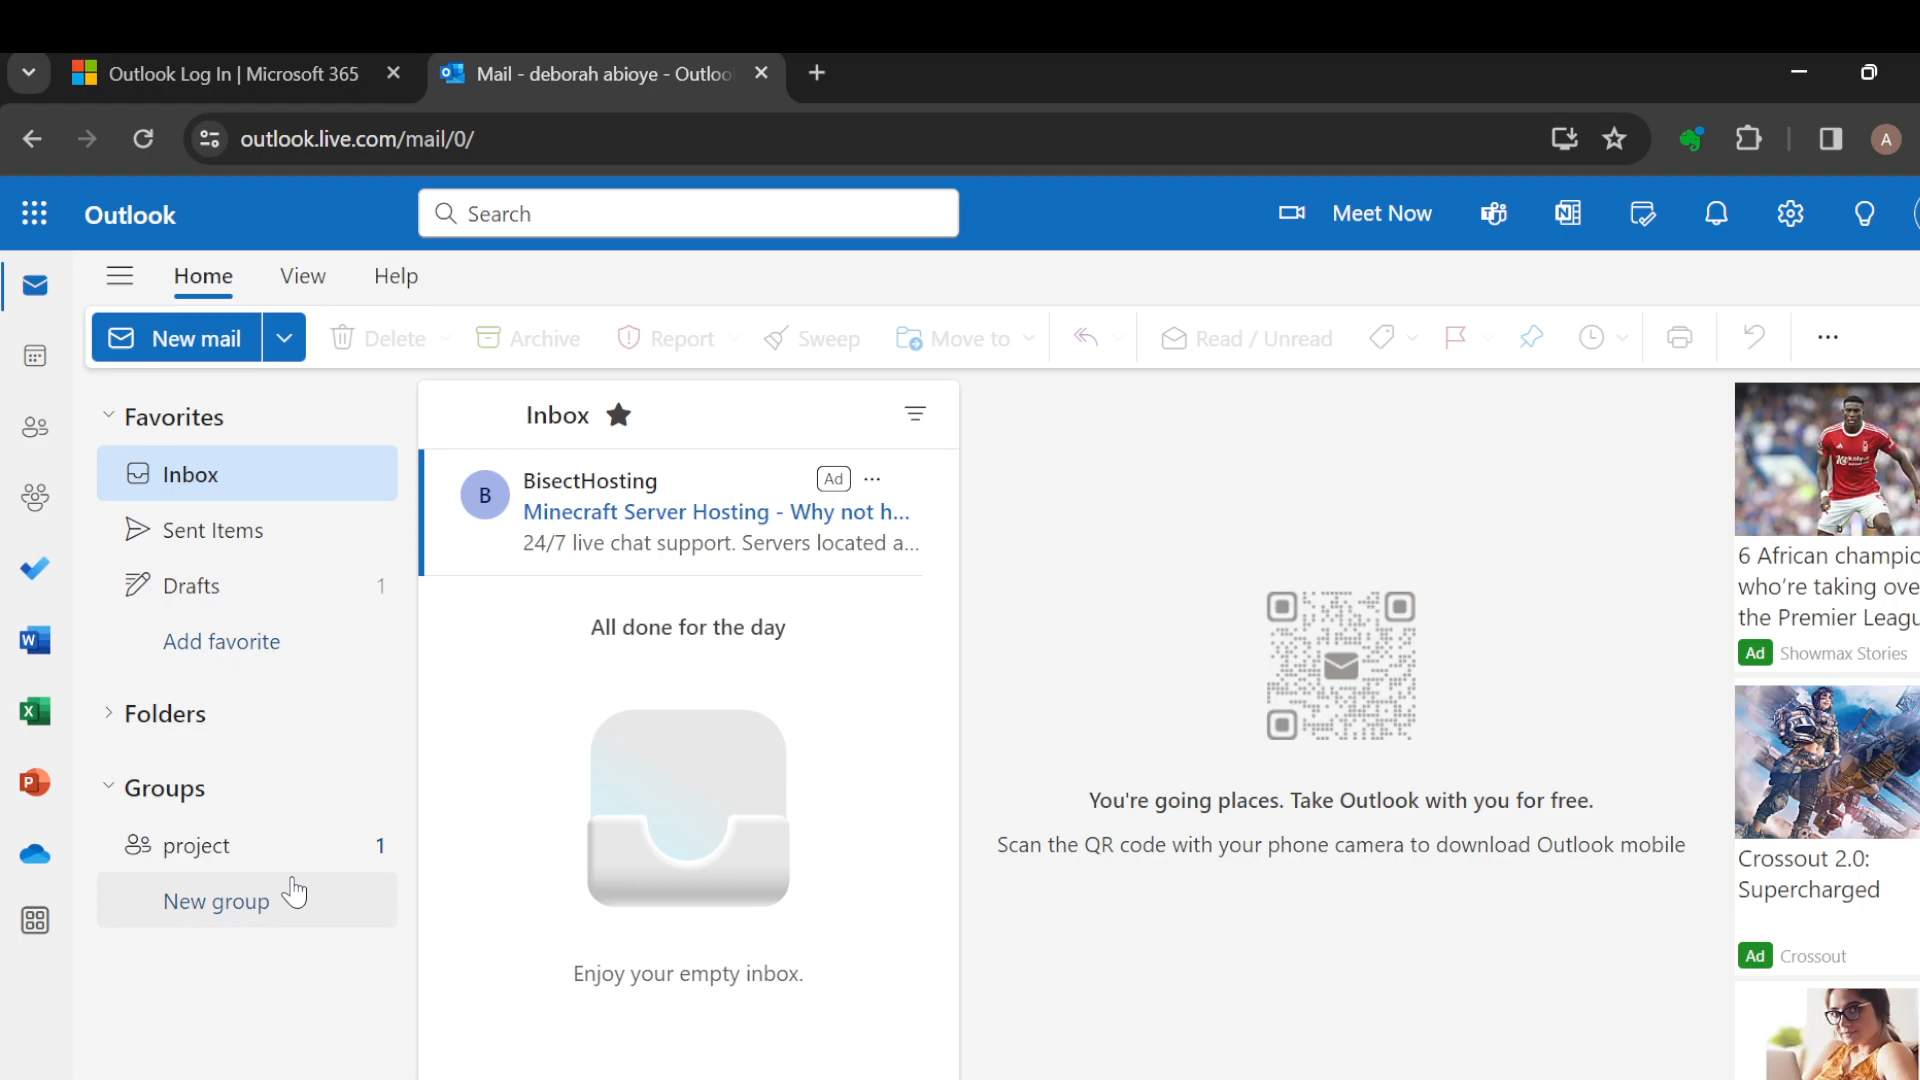 Outlook Log In | Microsoft 365
Mail - deborah abioye - Outloo
outlook.live.com/mail/0/
A
Outlook
Search
Meet Now
Home
View
Help
New mail
Delete
Archive
Report
Sweep
Move to
Read / Unread
Favorites
Inbox
Sent Items
Drafts 1
Add favorite
Folders
Groups
project 1
New group
Inbox
B
BisectHosting
Ad
Minecraft Server Hosting - Why not h...
24/7 live chat support. Servers located a...
All done for the day
Enjoy your empty inbox.
You're going places. Take Outlook with you for free.
Scan the QR code with your phone camera to download Outlook mobile
6 African champio
who're taking ove
the Premier Leagu
Ad Showmax Stories
Crossout 2.0:
Supercharged
Ad Crossout